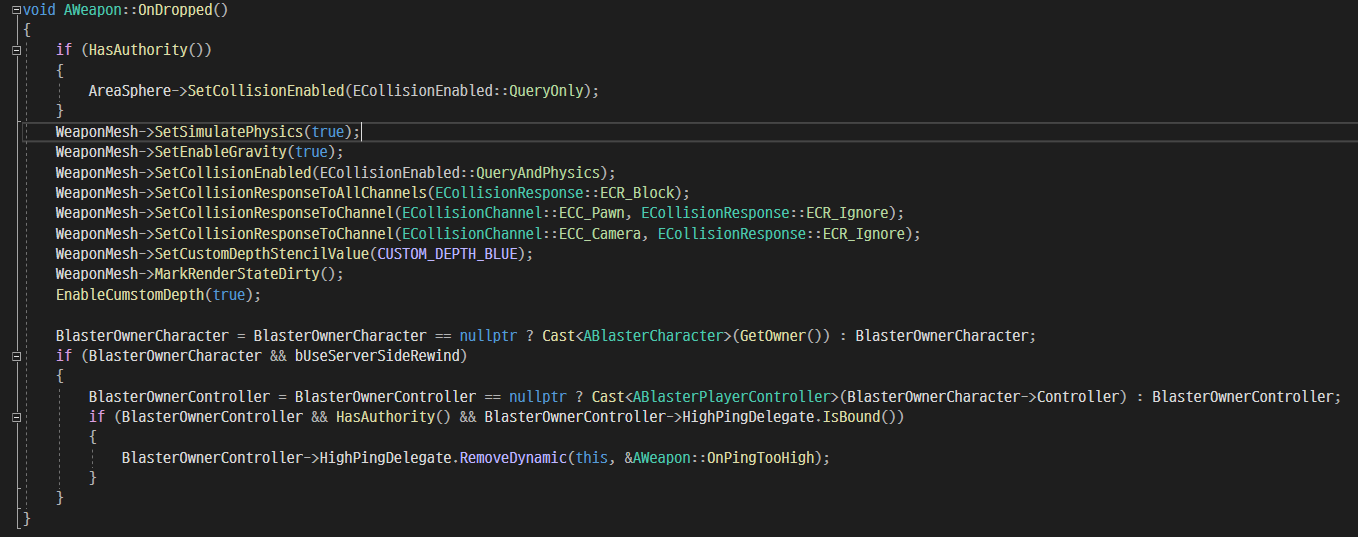 void AWeapon::OnDropped()
{
    if (HasAuthority())
    {
        AreaSphere->SetCollisionEnabled(ECollisionEnabled::QueryOnly);
    }
    WeaponMesh->SetSimulatePhysics(true);
    WeaponMesh->SetEnableGravity(true);
    WeaponMesh->SetCollisionEnabled(ECollisionEnabled::QueryAndPhysics);
    WeaponMesh->SetCollisionResponseToAllChannels(ECollisionResponse::ECR_Block);
    WeaponMesh->SetCollisionResponseToChannel(ECollisionChannel::ECC_Pawn, ECollisionResponse::ECR_Ignore);
    WeaponMesh->SetCollisionResponseToChannel(ECollisionChannel::ECC_Camera, ECollisionResponse::ECR_Ignore);
    WeaponMesh->SetCustomDepthStencilValue(CUSTOM_DEPTH_BLUE);
    WeaponMesh->MarkRenderStateDirty();
    EnableCumstomDepth(true);

    BlasterOwnerCharacter = BlasterOwnerCharacter == nullptr ? Cast<ABlasterCharacter>(GetOwner()) : BlasterOwnerCharacter;
    if (BlasterOwnerCharacter && bUseServerSideRewind)
    {
        BlasterOwnerController = BlasterOwnerController == nullptr ? Cast<ABlasterPlayerController>(BlasterOwnerCharacter->Controller) : BlasterOwnerController;
        if (BlasterOwnerController && HasAuthority() && BlasterOwnerController->HighPingDelegate.IsBound())
        {
            BlasterOwnerController->HighPingDelegate.RemoveDynamic(this, &AWeapon::OnPingTooHigh);
        }
    }
}